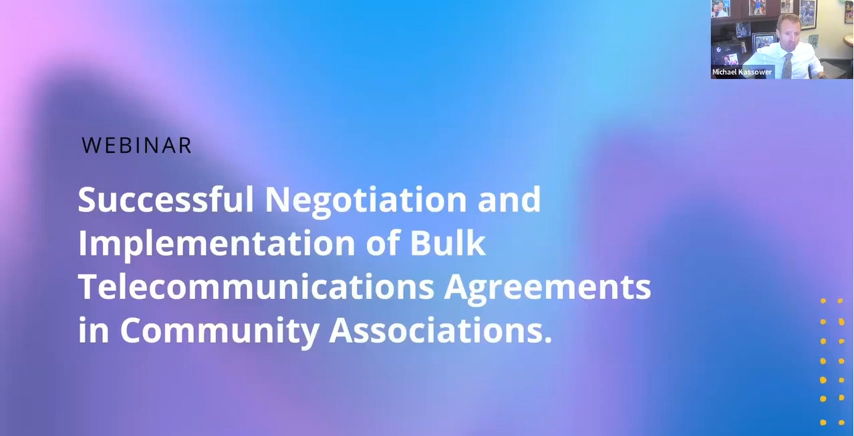 Michael Kassower
WEBINAR
Successful Negotiation and
Implementation of Bulk
Telecommunications Agreements
in Community Associations.